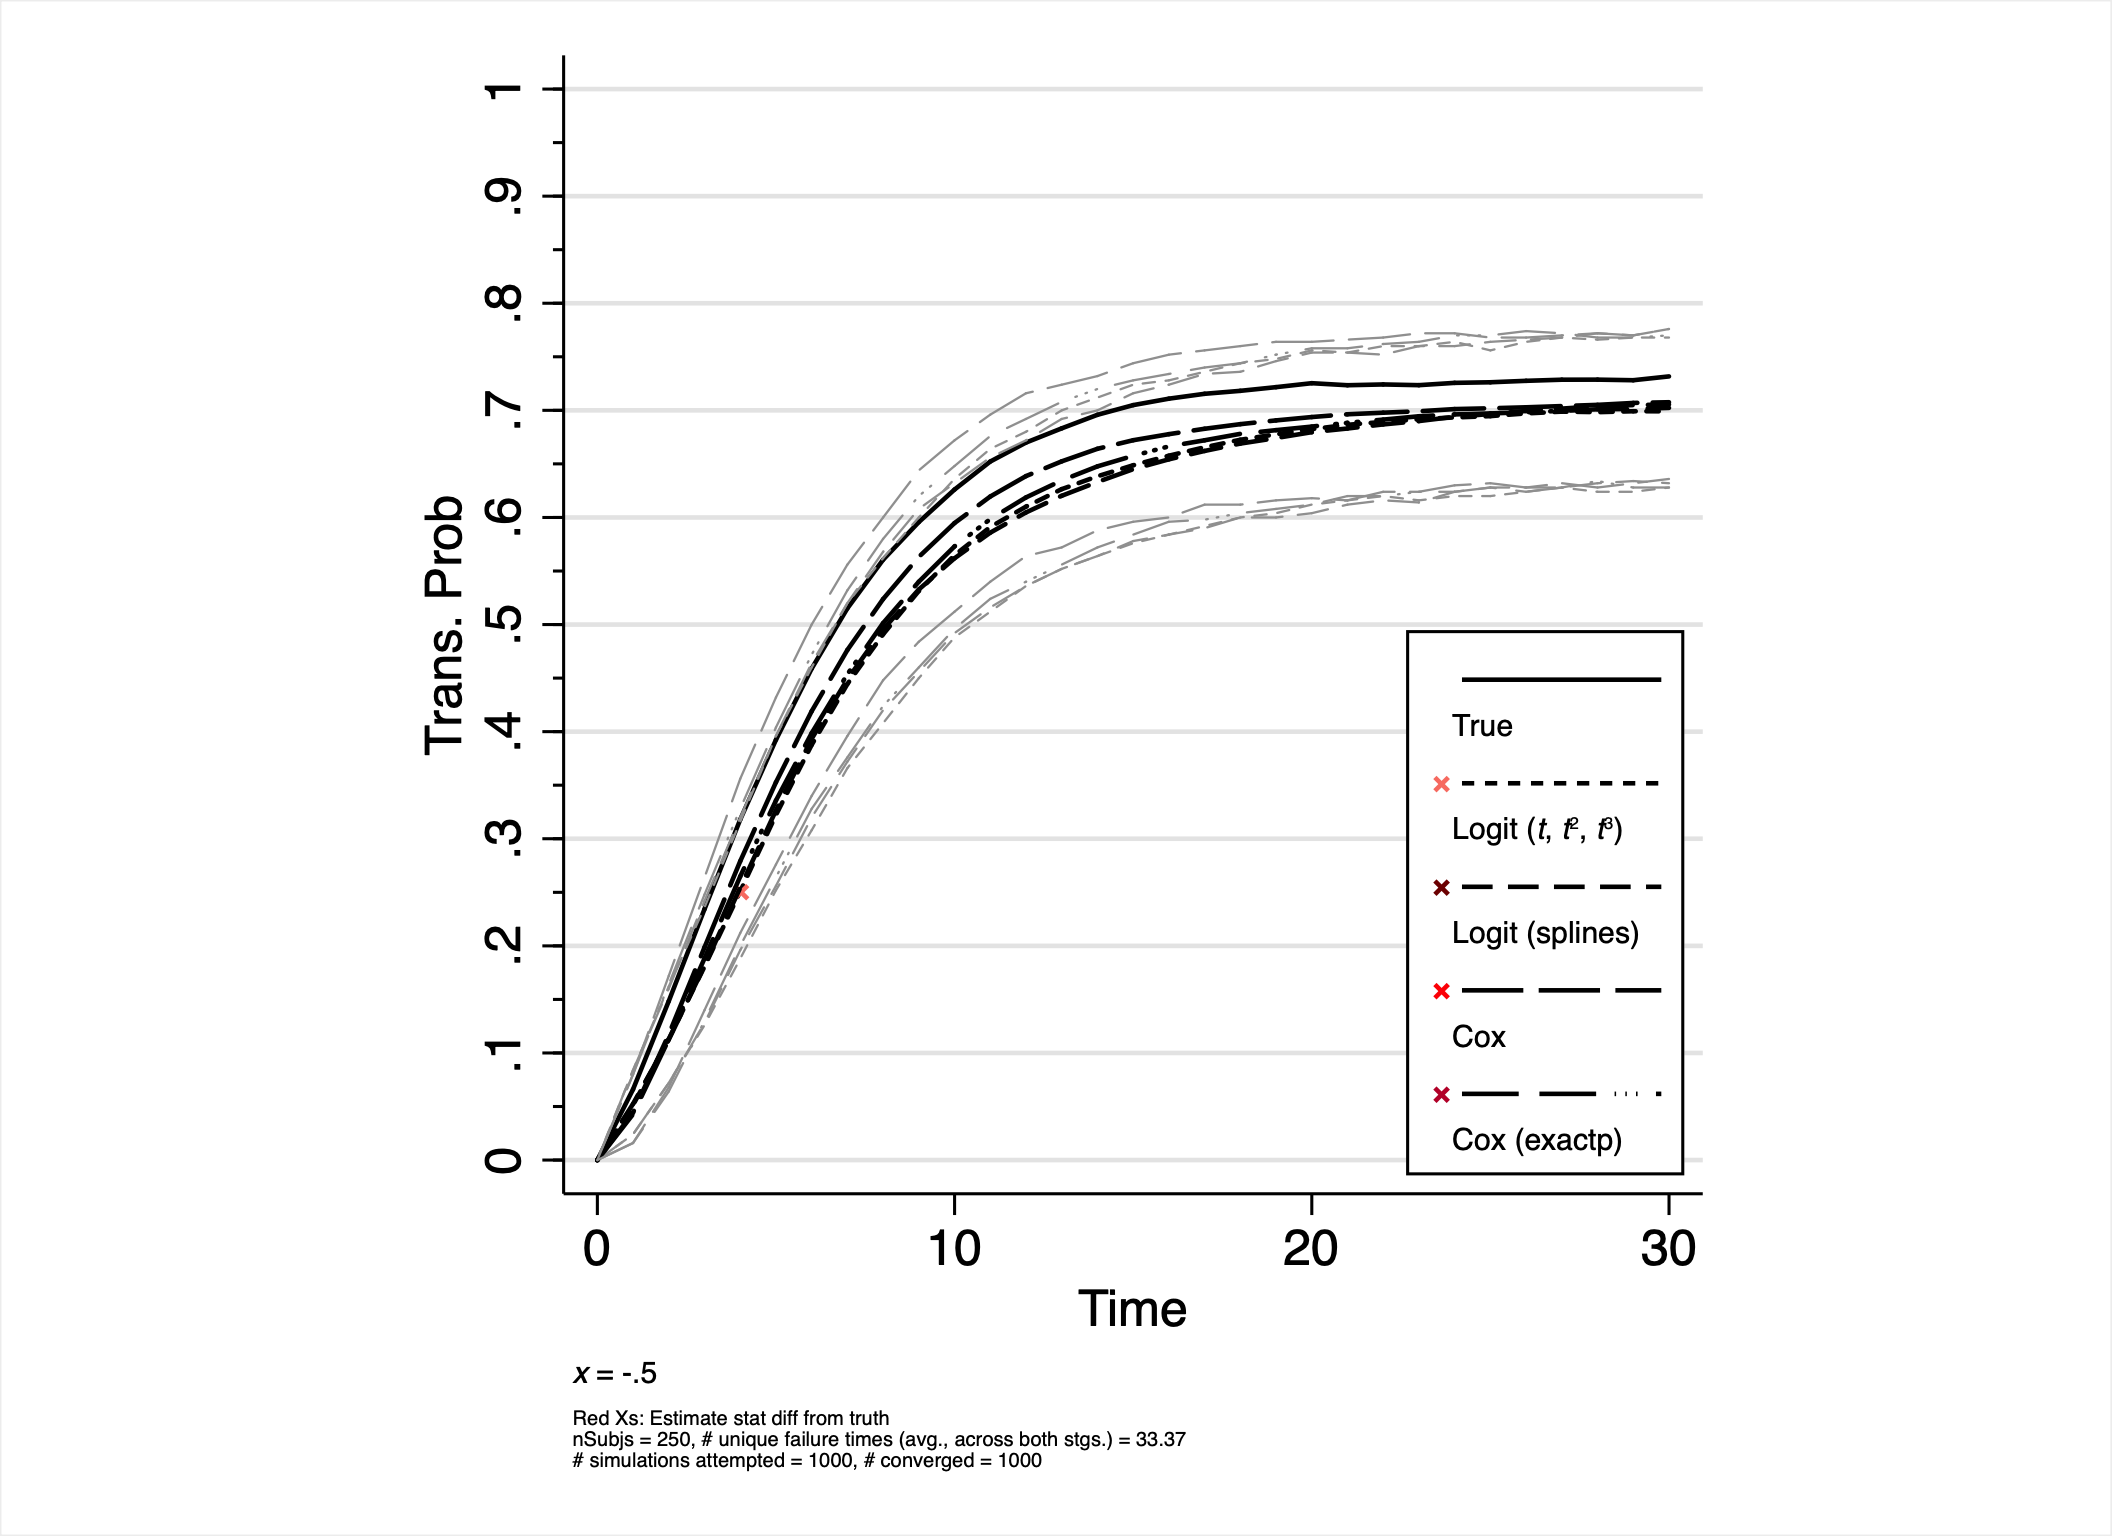 1
.9
.8
.7
.6
.5
.4
.3
.2
.1
0
Trans. Prob
True
Logit (t, t², t³)
Logit (splines)
Cox
Cox (exactp)
0 10 20 30
Time
x = -.5
Red Xs: Estimate stat diff from truth
nSubjs = 250, # unique failure times (avg., across both stgs.) = 33.37
# simulations attempted = 1000, # converged = 1000